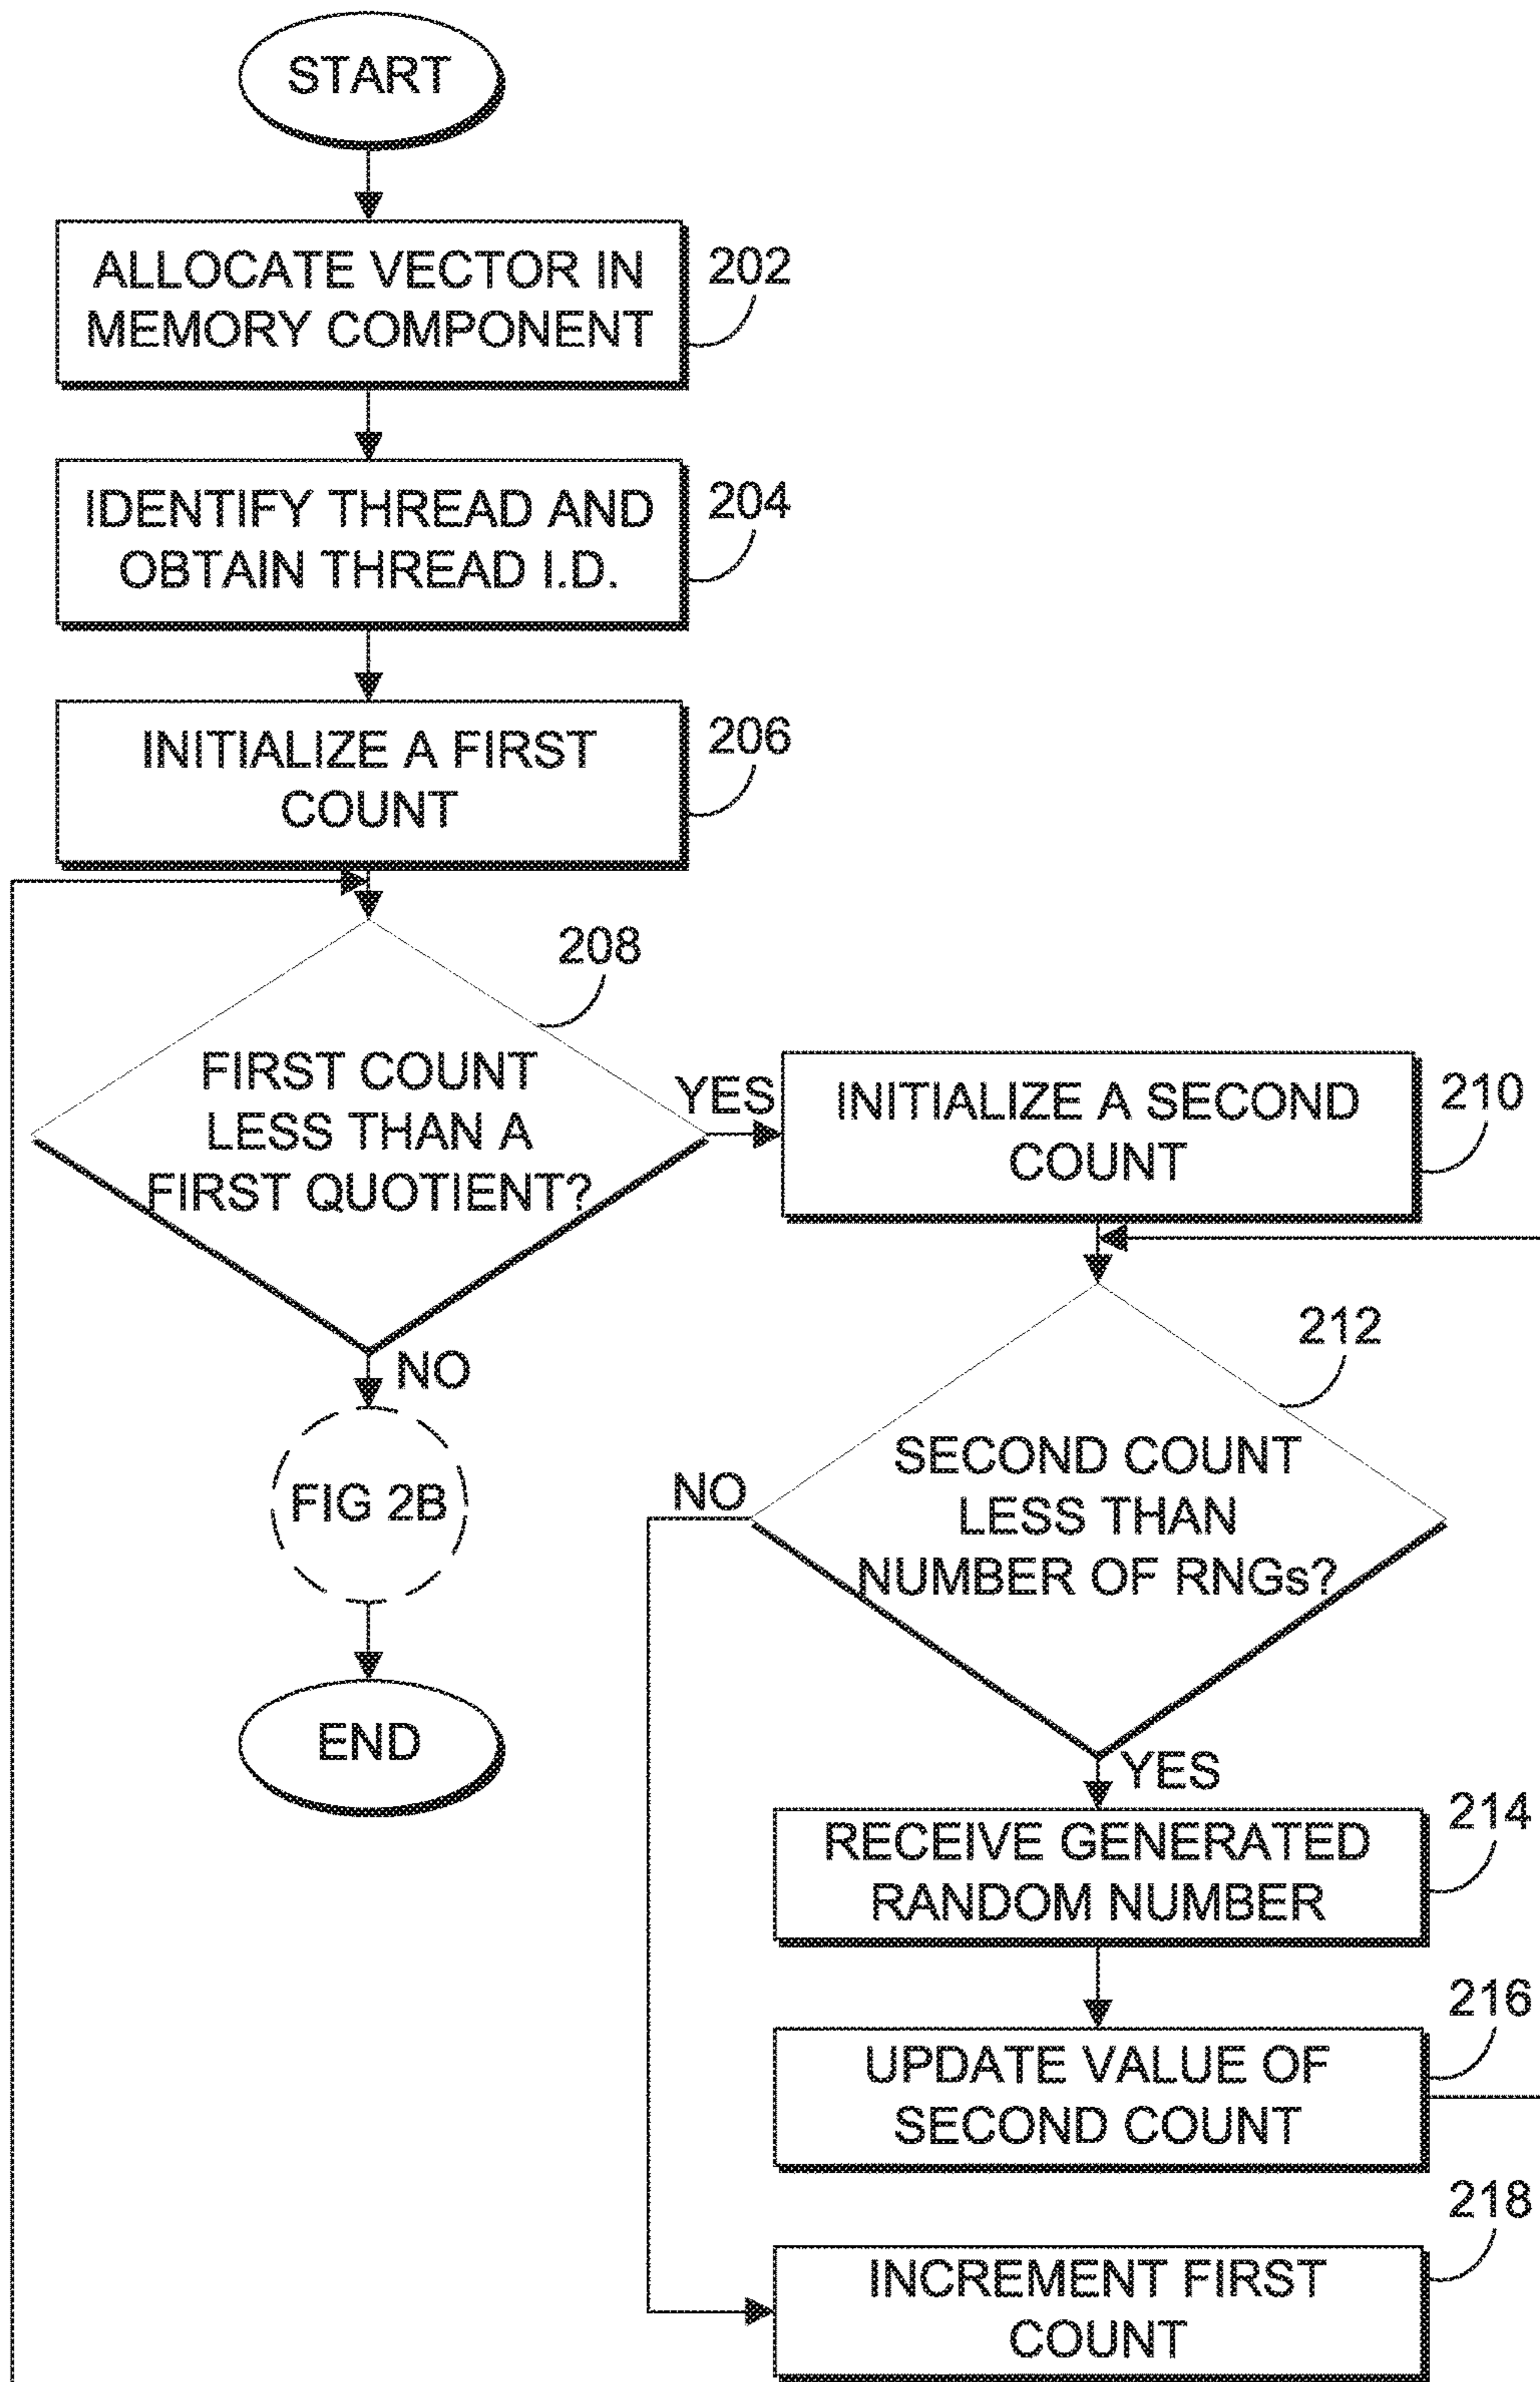 START
ALLOCATE VECTOR IN
MEMORY COMPONENT
202
IDENTIFY THREAD AND
OBTAIN THREAD I.D.
204
INITIALIZE A FIRST
COUNT
206
208
FIRST COUNT
LESS THAN A
FIRST QUOTIENT?
YES
NO
INITIALIZE A SECOND
COUNT
210
212
SECOND COUNT
LESS THAN
NUMBER OF RNGs?
NO
YES
FIG 2B
END
RECEIVE GENERATED
RANDOM NUMBER
214
UPDATE VALUE OF
SECOND COUNT
216
INCREMENT FIRST
COUNT
218